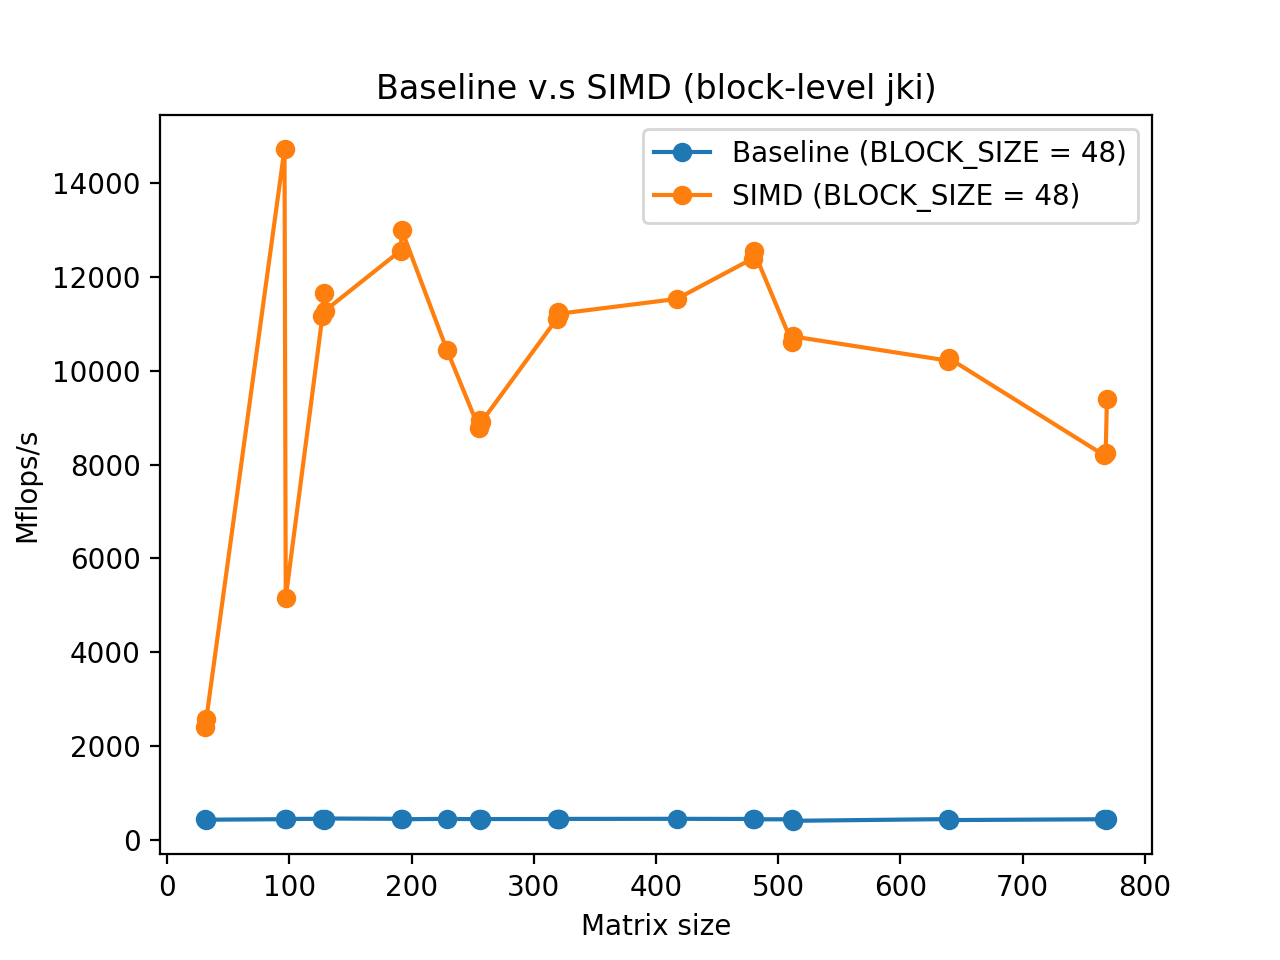 Baseline v.s SIMD (block-level jki)
Baseline (BLOCK_SIZE = 48)
SIMD (BLOCK_SIZE = 48)
14000
12000
10000
8000
6000
4000
2000
0
Mflops/s
0 100 200 300 400 500 600 700 800
Matrix size